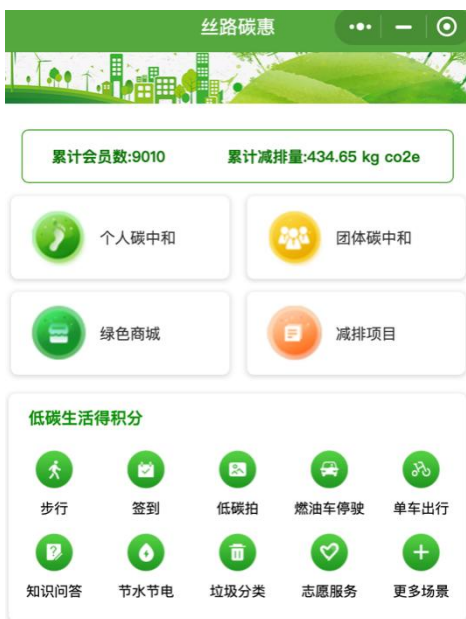 丝路碳惠
累计会员数:9010 累计减排量:434.65 kg co2e
个人碳中和 团体碳中和
绿色商城 减排项目
低碳生活得积分
步行 签到 低碳拍 燃油车停驶 单车出行
知识问答 节水节电 垃圾分类 志愿服务 更多场景